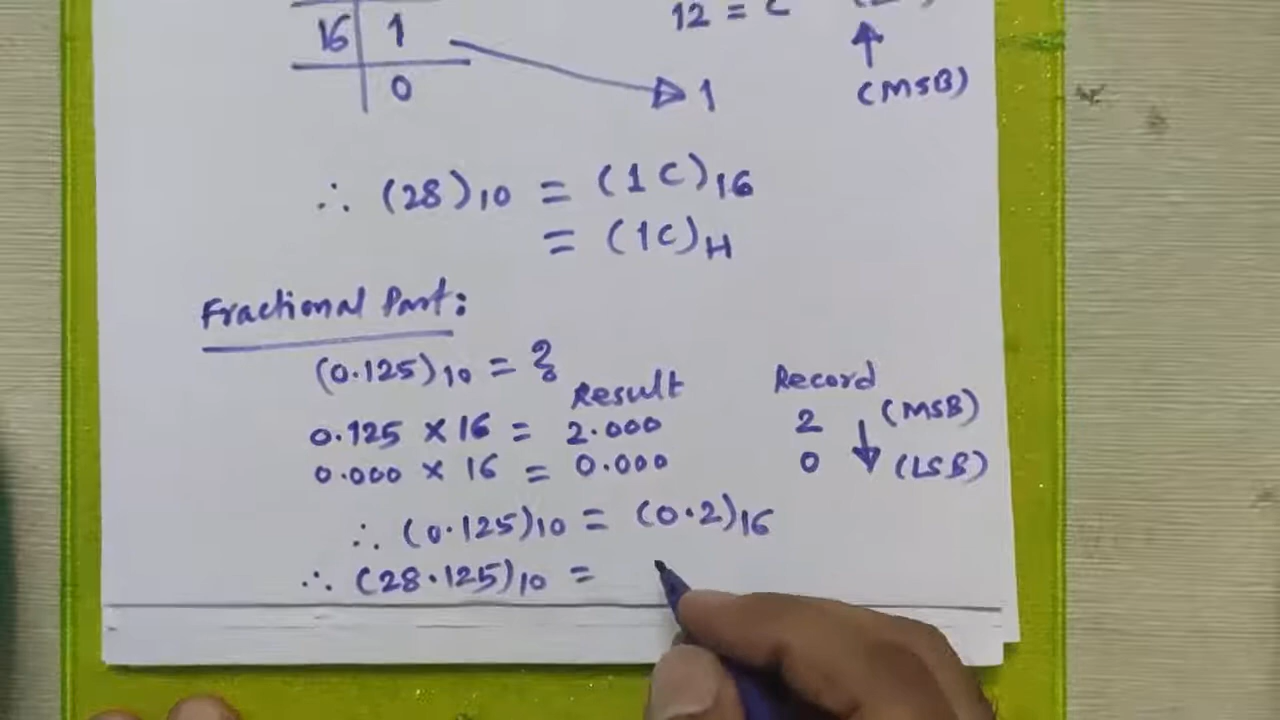 16 1
12 = C
0
1
(MSB)
∴ (28)10 = (1C)16
= (1C)H
Fractional Part:
(0.125)10 = ?
Result Record
0.125 × 16 = 2.000 2 (MSB)
0.000 × 16 = 0.000 0 (LSB)
∴ (0.125)10 = (0.2)16
∴ (28.125)10 =